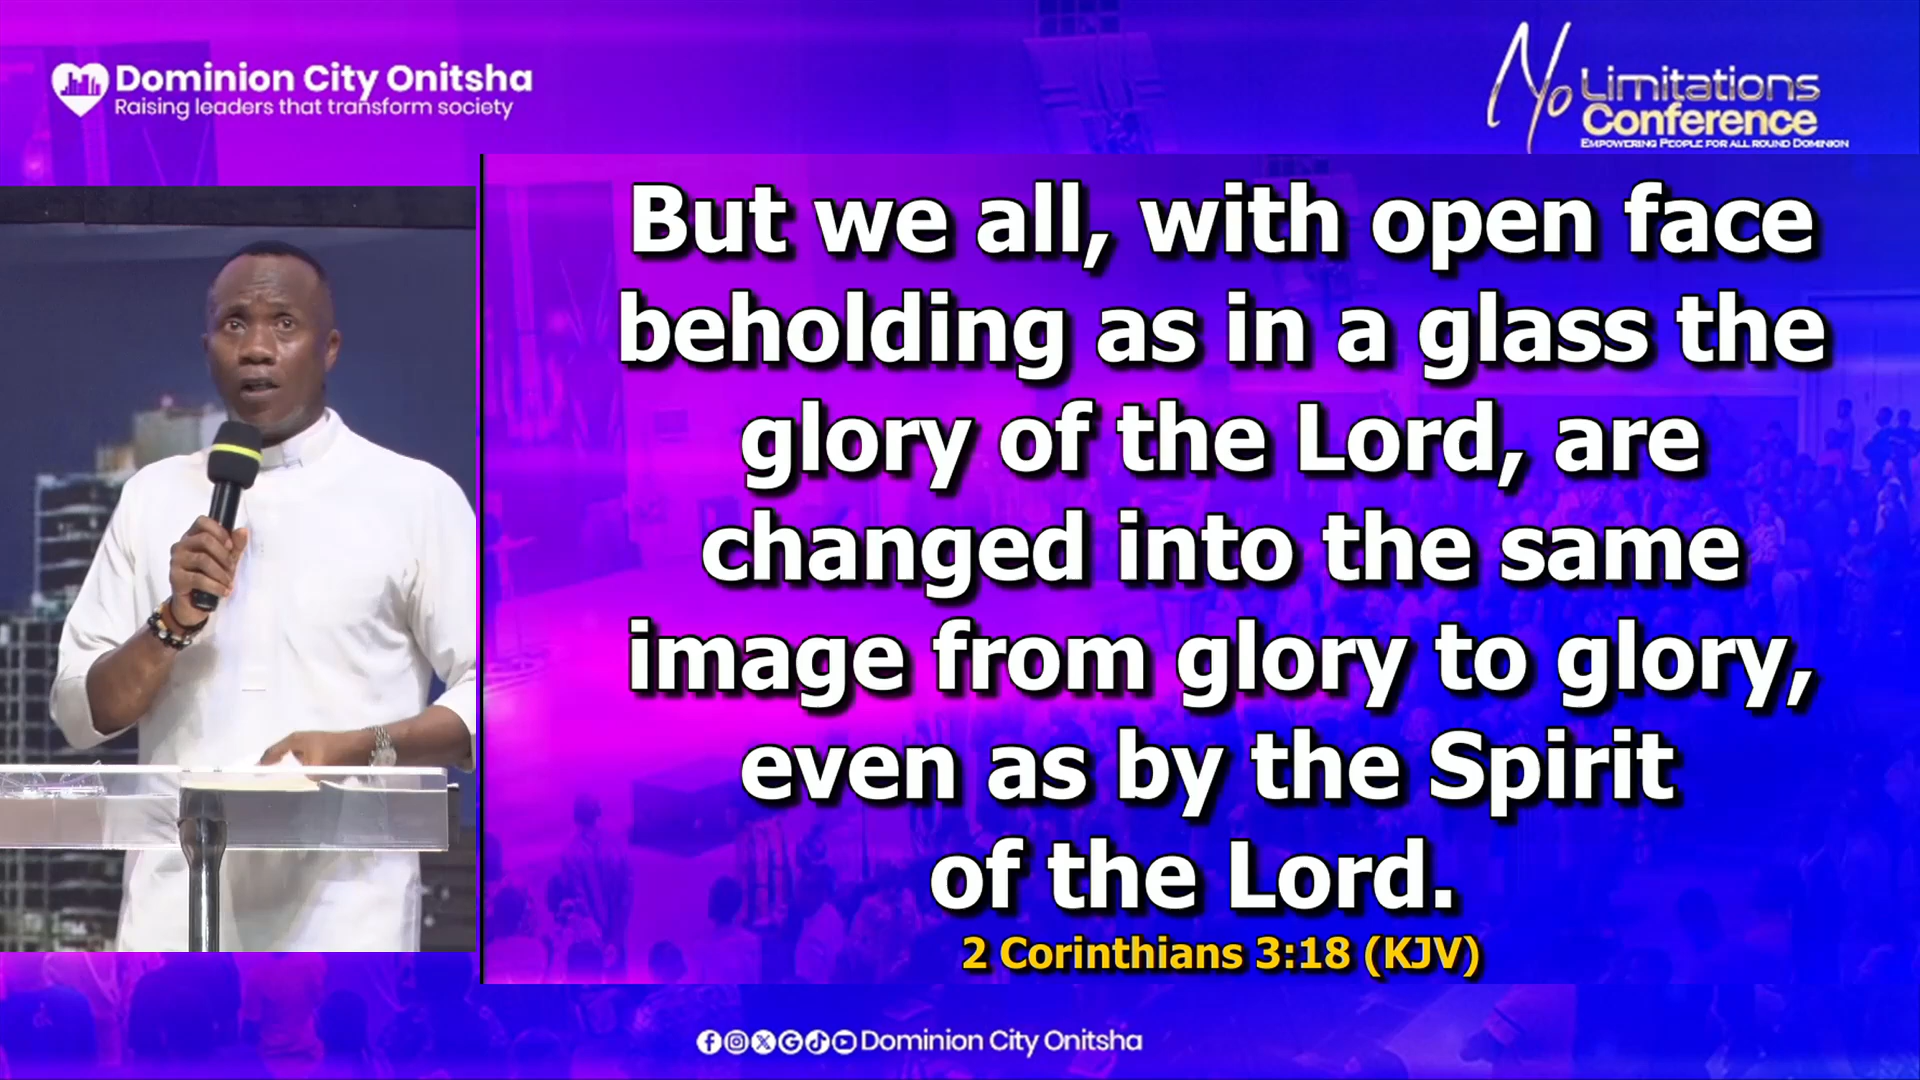 Dominion City Onitsha
Raising leaders that transform society
No Limitations
Conference
EMPOWERING PEOPLE FOR ALL ROUND DOMINION
But we all, with open face
beholding as in a glass the
glory of the Lord, are
changed into the same
image from glory to glory,
even as by the Spirit
of the Lord.
2 Corinthians 3:18 (KJV)
Dominion City Onitsha